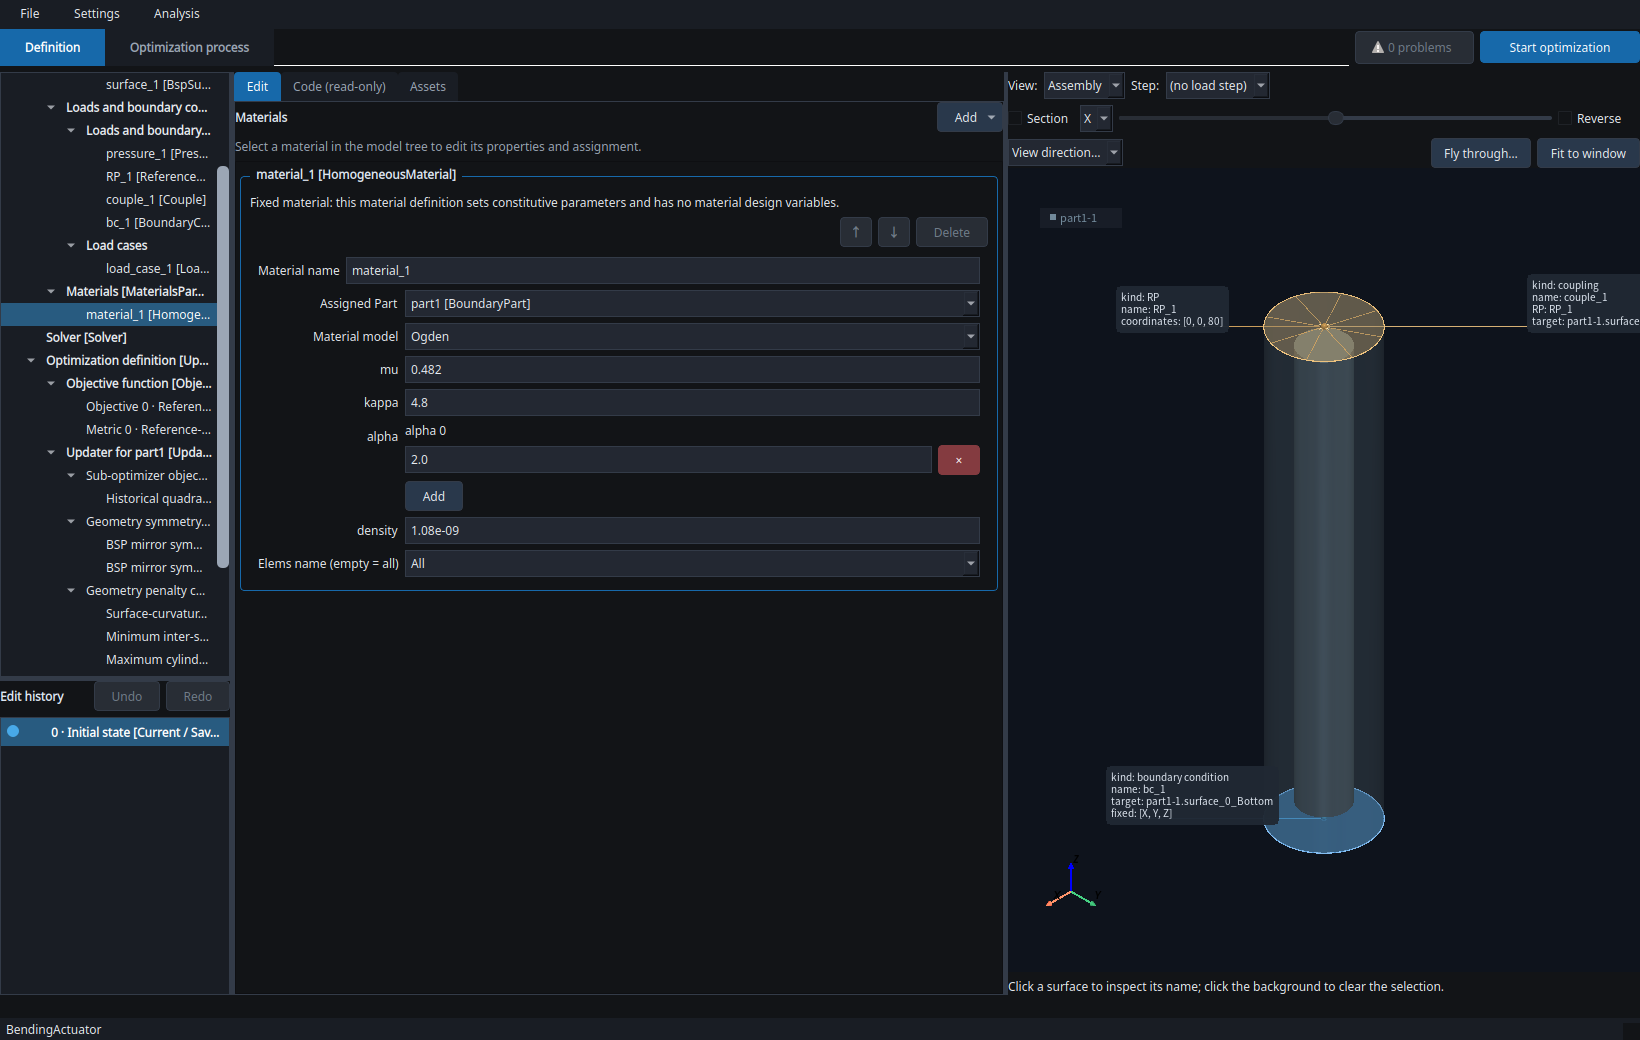 File Settings Analysis
Definition Optimization process 0 problems Start optimization
surface_1 [BspSu...
Loads and boundary co...
Loads and boundary...
pressure_1 [Pres...
RP_1 [Reference...
couple_1 [Couple]
bc_1 [BoundaryC...
Load cases
load_case_1 [Loa...
Materials [MaterialsPar...
material_1 [Homoge...
Solver [Solver]
Optimization definition [Up...
Objective function [Obje...
Objective 0 · Referen...
Metric 0 · Reference-...
Updater for part1 [Upda...
Sub-optimizer objec...
Historical quadra...
Geometry symmetry...
BSP mirror sym...
BSP mirror sym...
Geometry penalty c...
Surface-curvatur...
Minimum inter-s...
Maximum cylind...
Edit history Undo Redo
0 · Initial state [Current / Sav...
Edit Code (read-only) Assets
Materials Add
Select a material in the model tree to edit its properties and assignment.
material_1 [HomogeneousMaterial]
Fixed material: this material definition sets constitutive parameters and has no material design variables.
↑ ↓ Delete
Material name material_1
Assigned Part part1 [BoundaryPart]
Material model Ogden
mu 0.482
kappa 4.8
alpha alpha 0
2.0 ×
Add
density 1.08e-09
Elems name (empty = all) All
View: Assembly Step: (no load step)
Section X Reverse
View direction... Fly through... Fit to window
part1-1
kind: RP
name: RP_1
coordinates: [0, 0, 80]
kind: coupling
name: couple_1
RP: RP_1
target: part1-1.surface
kind: boundary condition
name: bc_1
target: part1-1.surface_0_Bottom
fixed: [X, Y, Z]
Z
Y
Click a surface to inspect its name; click the background to clear the selection.
BendingActuator